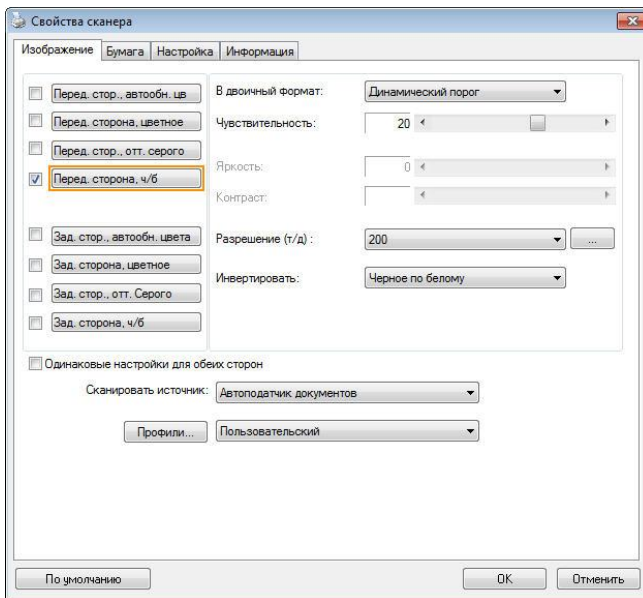 Свойства сканера
Изображение Бумага Настройка Информация
Перед. стор., автообн. цв
Перед. сторона, цветное
Перед. стор., отт. серого
Перед. сторона, ч/б
Зад. стор., автообн. цвета
Зад. сторона, цветное
Зад. стор., отт. Серого
Зад. сторона, ч/б
В двоичный формат: Динамический порог
Чувствительность: 20
Яркость: 0
Контраст:
Разрешение (т/д) : 200 ...
Инвертировать: Черное по белому
Одинаковые настройки для обеих сторон
Сканировать источник: Автоподатчик документов
Профили... Пользовательский
По умолчанию OK Отменить